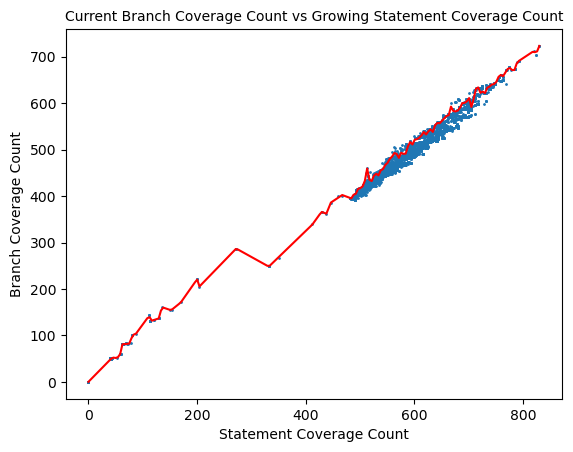 Current Branch Coverage Count vs Growing Statement Coverage Count
700
600
500
400
300
200
100
0
Branch Coverage Count
0 200 400 600 800
Statement Coverage Count